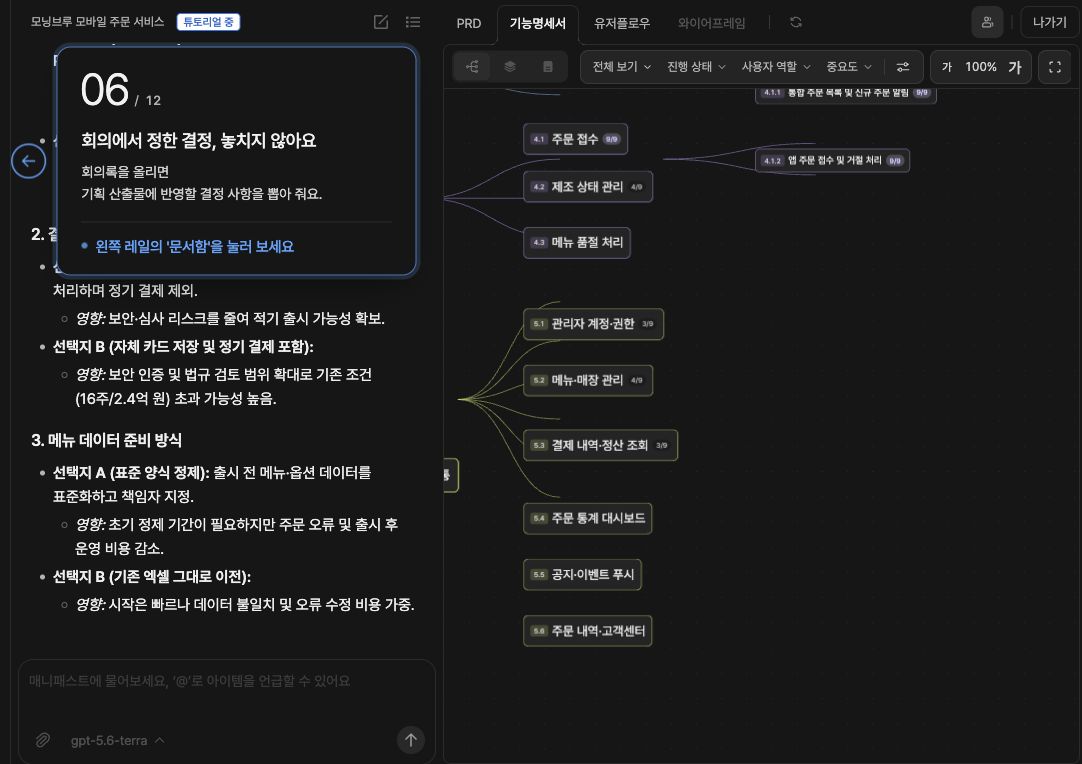 모닝브루 모바일 주문 서비스
튜토리얼 중
PRD
기능명세서
유저플로우
와이어프레임
나가기
06 / 12
회의에서 정한 결정, 놓치지 않아요
회의록을 올리면
기획 산출물에 반영할 결정 사항을 뽑아 줘요.
왼쪽 레일의 '문서함'을 눌러 보세요
2.
처리하며 정기 결제 제외.
영향: 보안·심사 리스크를 줄여 적기 출시 가능성 확보.
선택지 B (자체 카드 저장 및 정기 결제 포함):
영향: 보안 인증 및 법규 검토 범위 확대로 기존 조건
(16주/2.4억 원) 초과 가능성 높음.
3. 메뉴 데이터 준비 방식
선택지 A (표준 양식 정제): 출시 전 메뉴·옵션 데이터를
표준화하고 책임자 지정.
영향: 초기 정제 기간이 필요하지만 주문 오류 및 출시 후
운영 비용 감소.
선택지 B (기존 엑셀 그대로 이전):
영향: 시작은 빠르나 데이터 불일치 및 오류 수정 비용 가중.
매니패스트에 물어보세요, '@'로 아이템을 언급할 수 있어요
gpt-5.6-terra
전체 보기
진행 상태
사용자 역할
중요도
가 100% 가
4.1.1 통합 주문 목록 및 신규 주문 알림 9/9
4.1 주문 접수 9/9
4.1.2 앱 주문 접수 및 거절 처리 9/9
4.2 제조 상태 관리 4/9
4.3 메뉴 품절 처리
5.1 관리자 계정·권한 3/9
5.2 메뉴·매장 관리 4/9
5.3 결제 내역·정산 조회 3/9
5.4 주문 통계 대시보드
5.5 공지·이벤트 푸시
5.6 주문 내역·고객센터